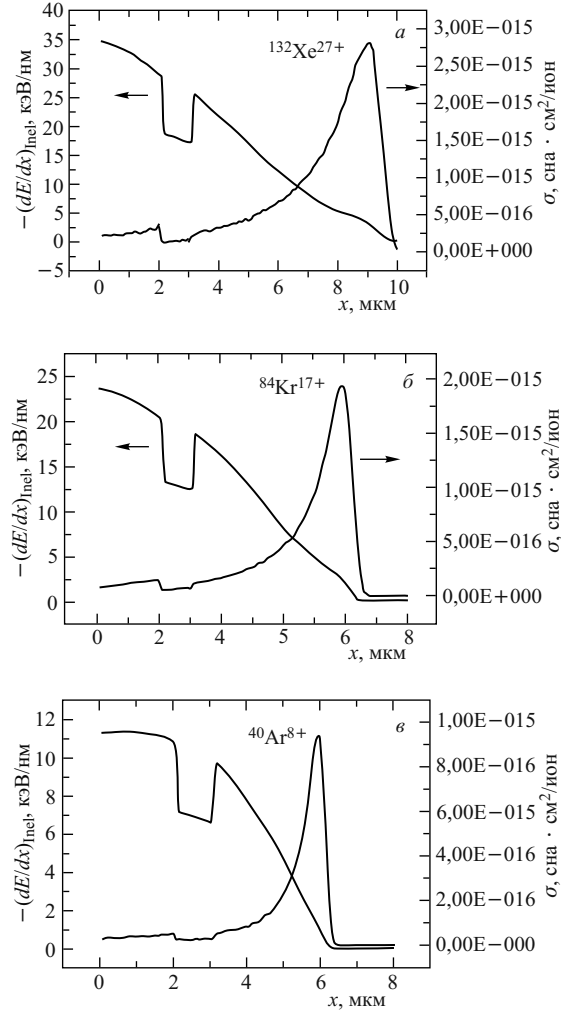 а
132Xe27+
40
35
30
25
20
15
10
5
0
−5
−(dE/dx)Inel, кэВ/нм
3,00E−015
2,00E−015
2,00E−015
1,50E−015
0,00E−015
5,00E−016
0,00E+000
σ, сна · см²/ион
0 2 4 6 8 10
x, мкм
б
84Kr17+
25
20
15
10
5
0
−(dE/dx)Inel, кэВ/нм
2,00E−015
1,50E−015
1,00E−015
5,00E−016
0,00E+000
σ, сна · см²/ион
0 2 4 5 6 8
x, мкм
в
40Ar8+
12
10
8
6
4
2
0
−(dE/dx)Inel, кэВ/нм
1,00E−015
8,00E−016
6,00E−015
4,00E−016
0,00E−016
0,00E−000
σ, сна · см²/ион
0 2 4 6 8
x, мкм